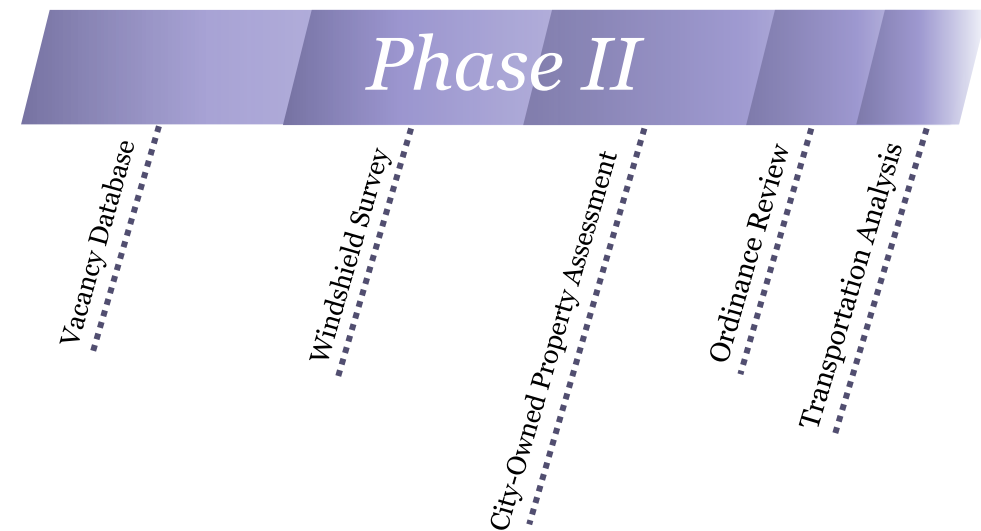 Phase II
Vacancy Database
Windshield Survey
City-Owned Property Assessment
Ordinance Review
Transportation Analysis